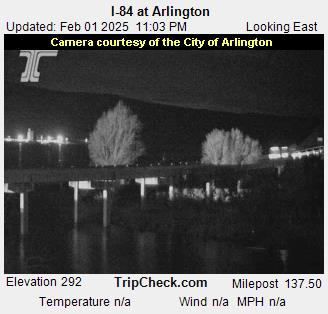 I-84 at Arlington
Updated: Feb 01 2025 11:03 PM Looking East
Camera courtesy of the City of Arlington
Elevation 292 TripCheck.com Milepost 137.50
Temperature n/a Wind n/a MPH n/a